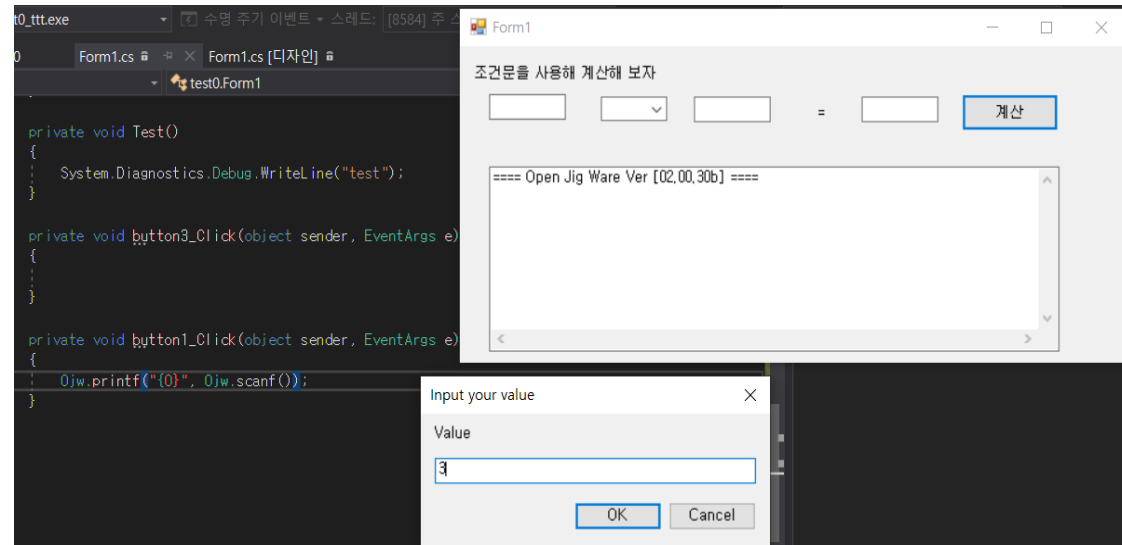 t0_ttt.exe 수명 주기 이벤트 스레드: [8584] 주 스
0 Form1.cs Form1.cs [디자인]
test0.Form1
private void Test()
{
System.Diagnostics.Debug.WriteLine("test");
}
private void button3_Click(object sender, EventArgs e)
{
}
private void button1_Click(object sender, EventArgs e)
{
Ojw.printf("{0}", Ojw.scanf());
}
Form1
조건문을 사용해 계산해 보자
= 계산
==== Open Jig Ware Ver [02,00,30b] ====
Input your value
Value
3
OK Cancel